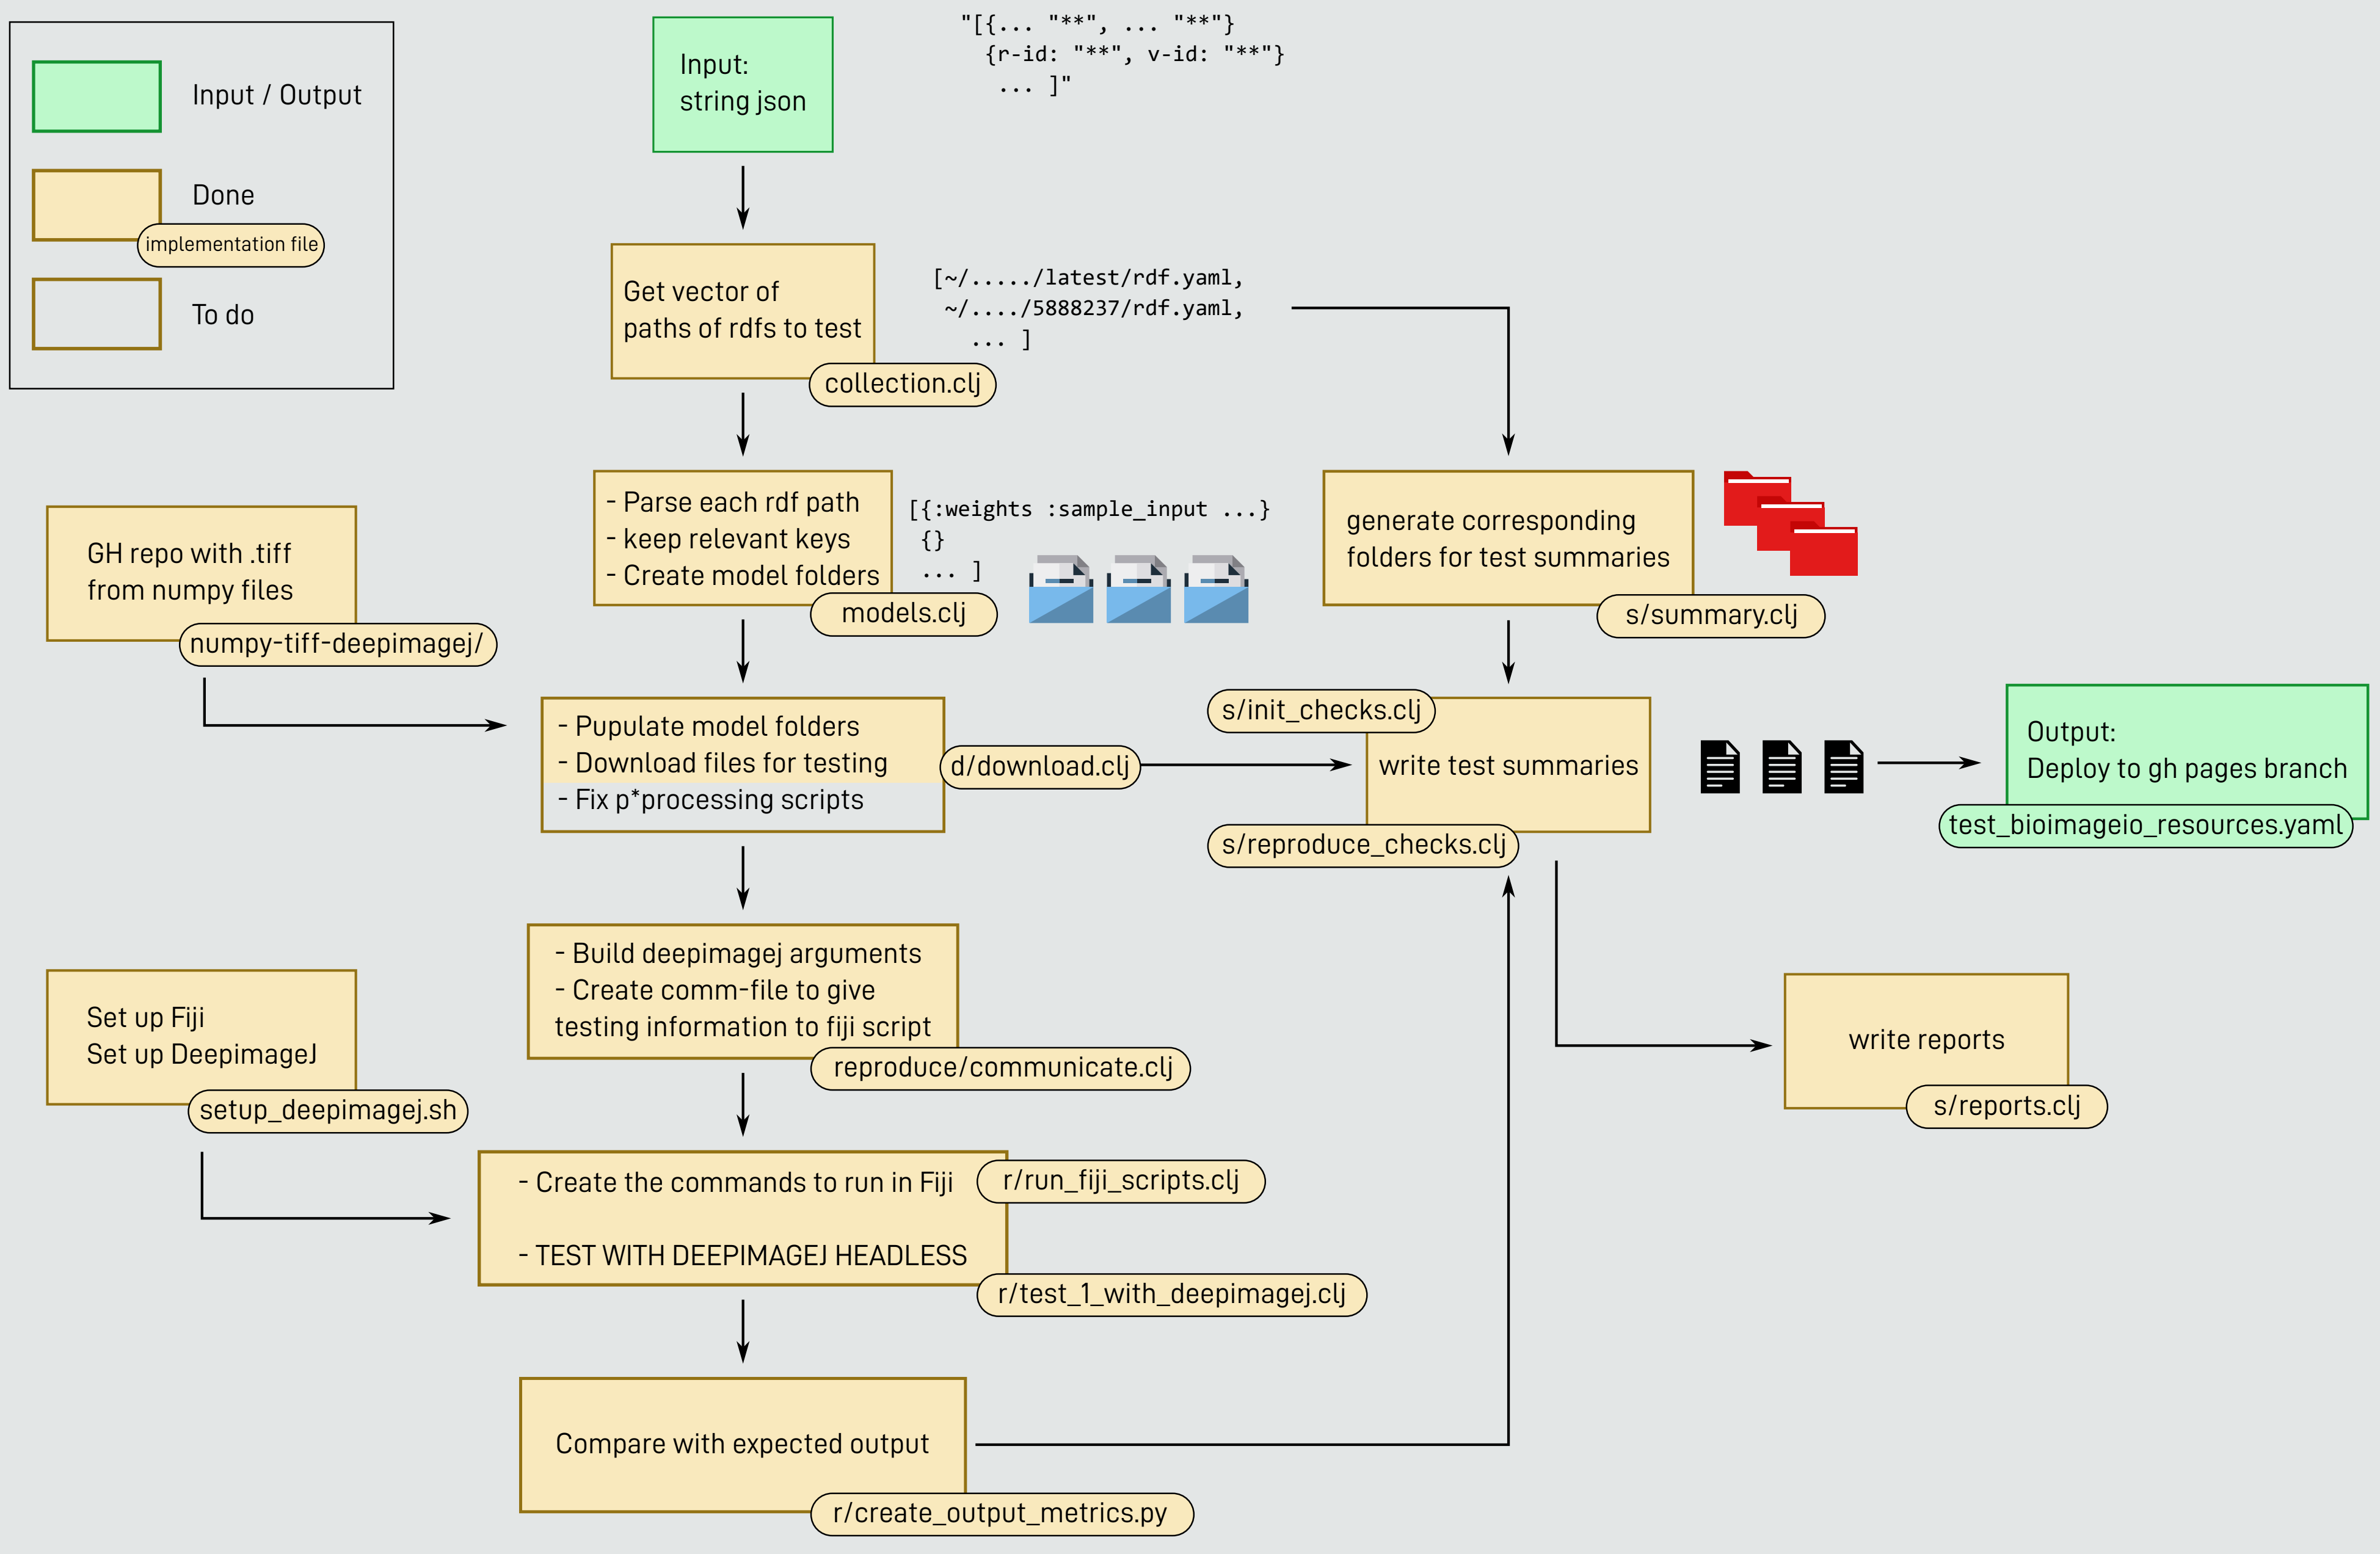 Input / Output
Done
implementation file
To do
Input:
string json
"[{... "**", ... "**"}
{r-id: "**", v-id: "**"}
... ]"
Get vector of
paths of rdfs to test
collection.clj
[~/...../latest/rdf.yaml,
~/..../5888237/rdf.yaml,
... ]
- Parse each rdf path
- keep relevant keys
- Create model folders
models.clj
[{:weights :sample_input ...}
{}
... ]
generate corresponding
folders for test summaries
s/summary.clj
GH repo with .tiff
from numpy files
numpy-tiff-deepimagej/
- Pupulate model folders
- Download files for testing
- Fix p*processing scripts
d/download.clj
s/init_checks.clj
write test summaries
s/reproduce_checks.clj
Output:
Deploy to gh pages branch
test_bioimageio_resources.yaml
- Build deepimagej arguments
- Create comm-file to give
testing information to fiji script
reproduce/communicate.clj
Set up Fiji
Set up DeepimageJ
setup_deepimagej.sh
write reports
s/reports.clj
- Create the commands to run in Fiji
r/run_fiji_scripts.clj
- TEST WITH DEEPIMAGEJ HEADLESS
r/test_1_with_deepimagej.clj
Compare with expected output
r/create_output_metrics.py